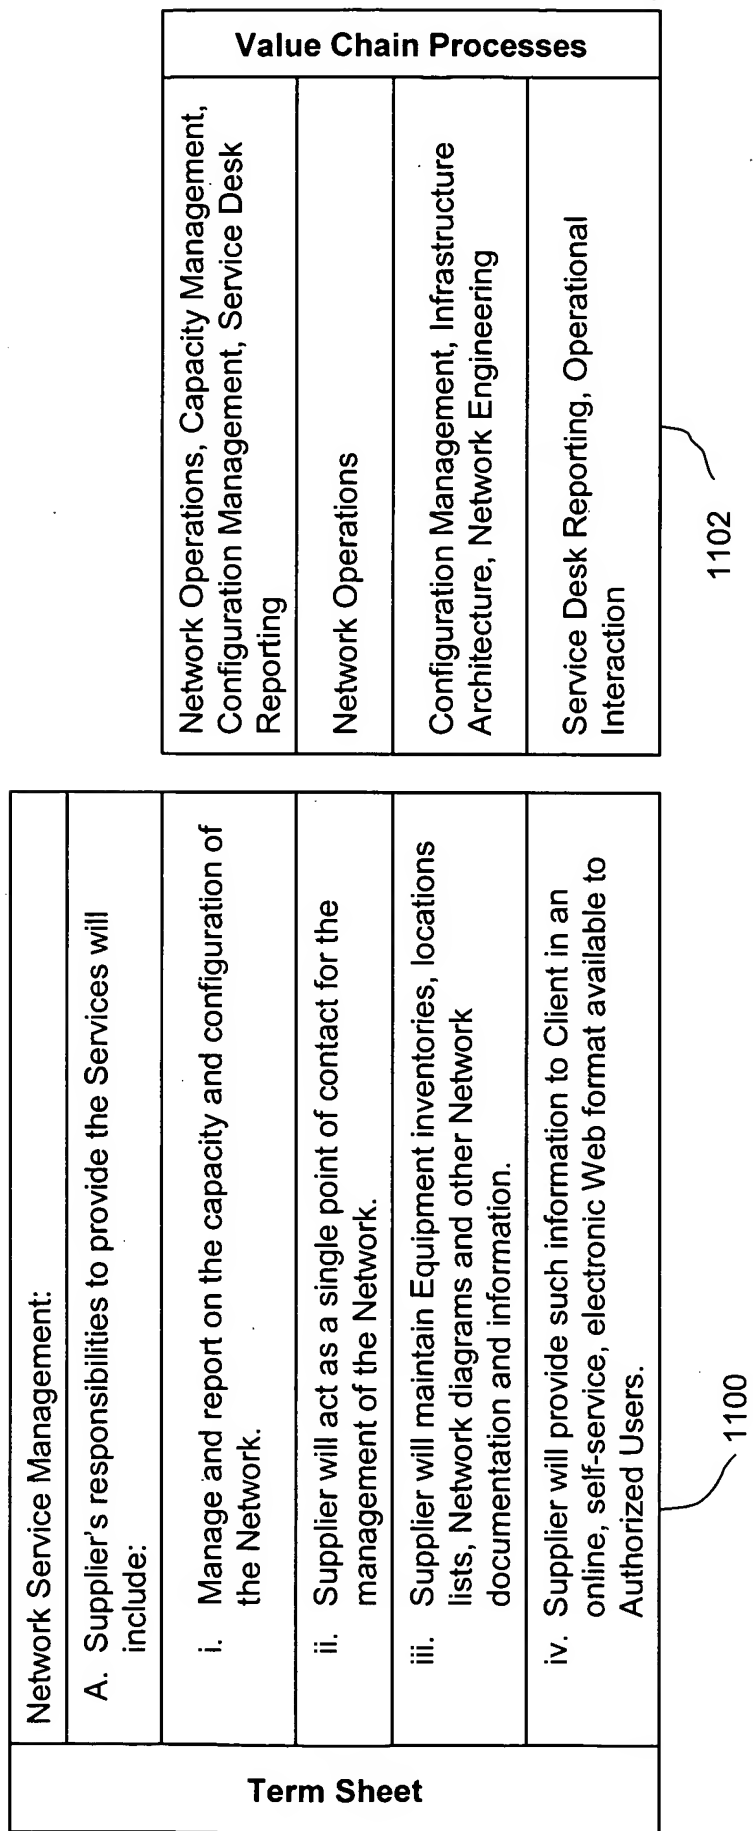 Term Sheet
Network Service Management:
A. Supplier's responsibilities to provide the Services will
include:
i. Manage and report on the capacity and configuration of
the Network.
ii. Supplier will act as a single point of contact for the
management of the Network.
iii. Supplier will maintain Equipment inventories, locations
lists, Network diagrams and other Network
documentation and information.
iv. Supplier will provide such information to Client in an
online, self-service, electronic Web format available to
Authorized Users.
1100
Value Chain Processes
Network Operations, Capacity Management,
Configuration Management, Service Desk
Reporting
Network Operations
Configuration Management, Infrastructure
Architecture, Network Engineering
Service Desk Reporting, Operational
Interaction
1102